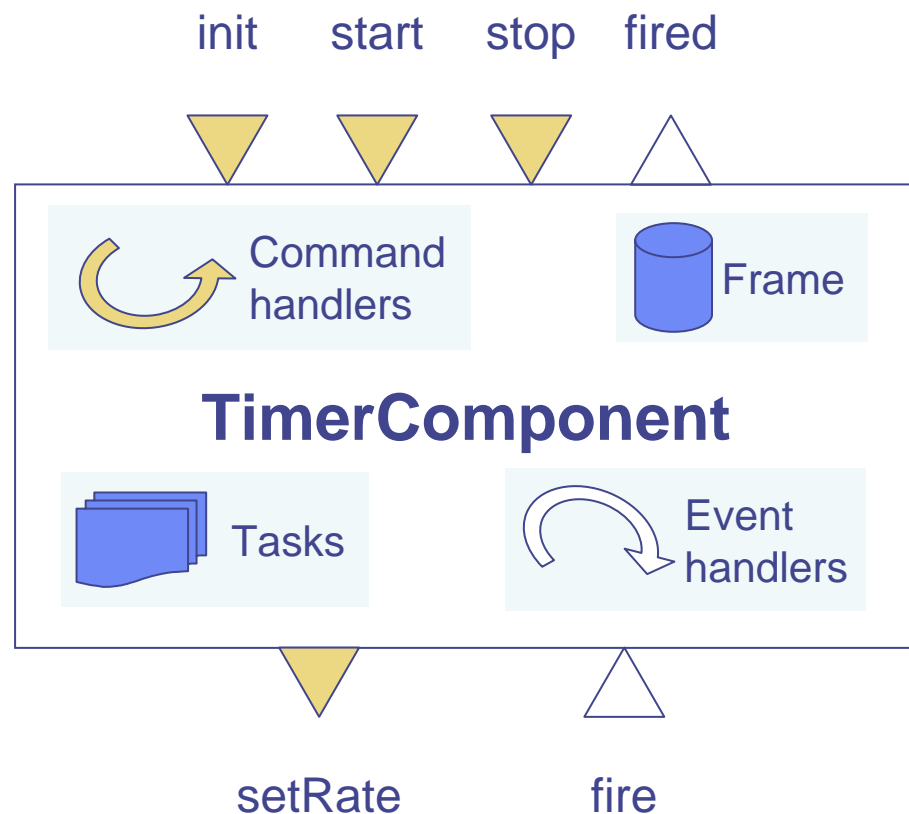 init start stop fired
Command
handlers
Frame
TimerComponent
Tasks
Event
handlers
setRate fire